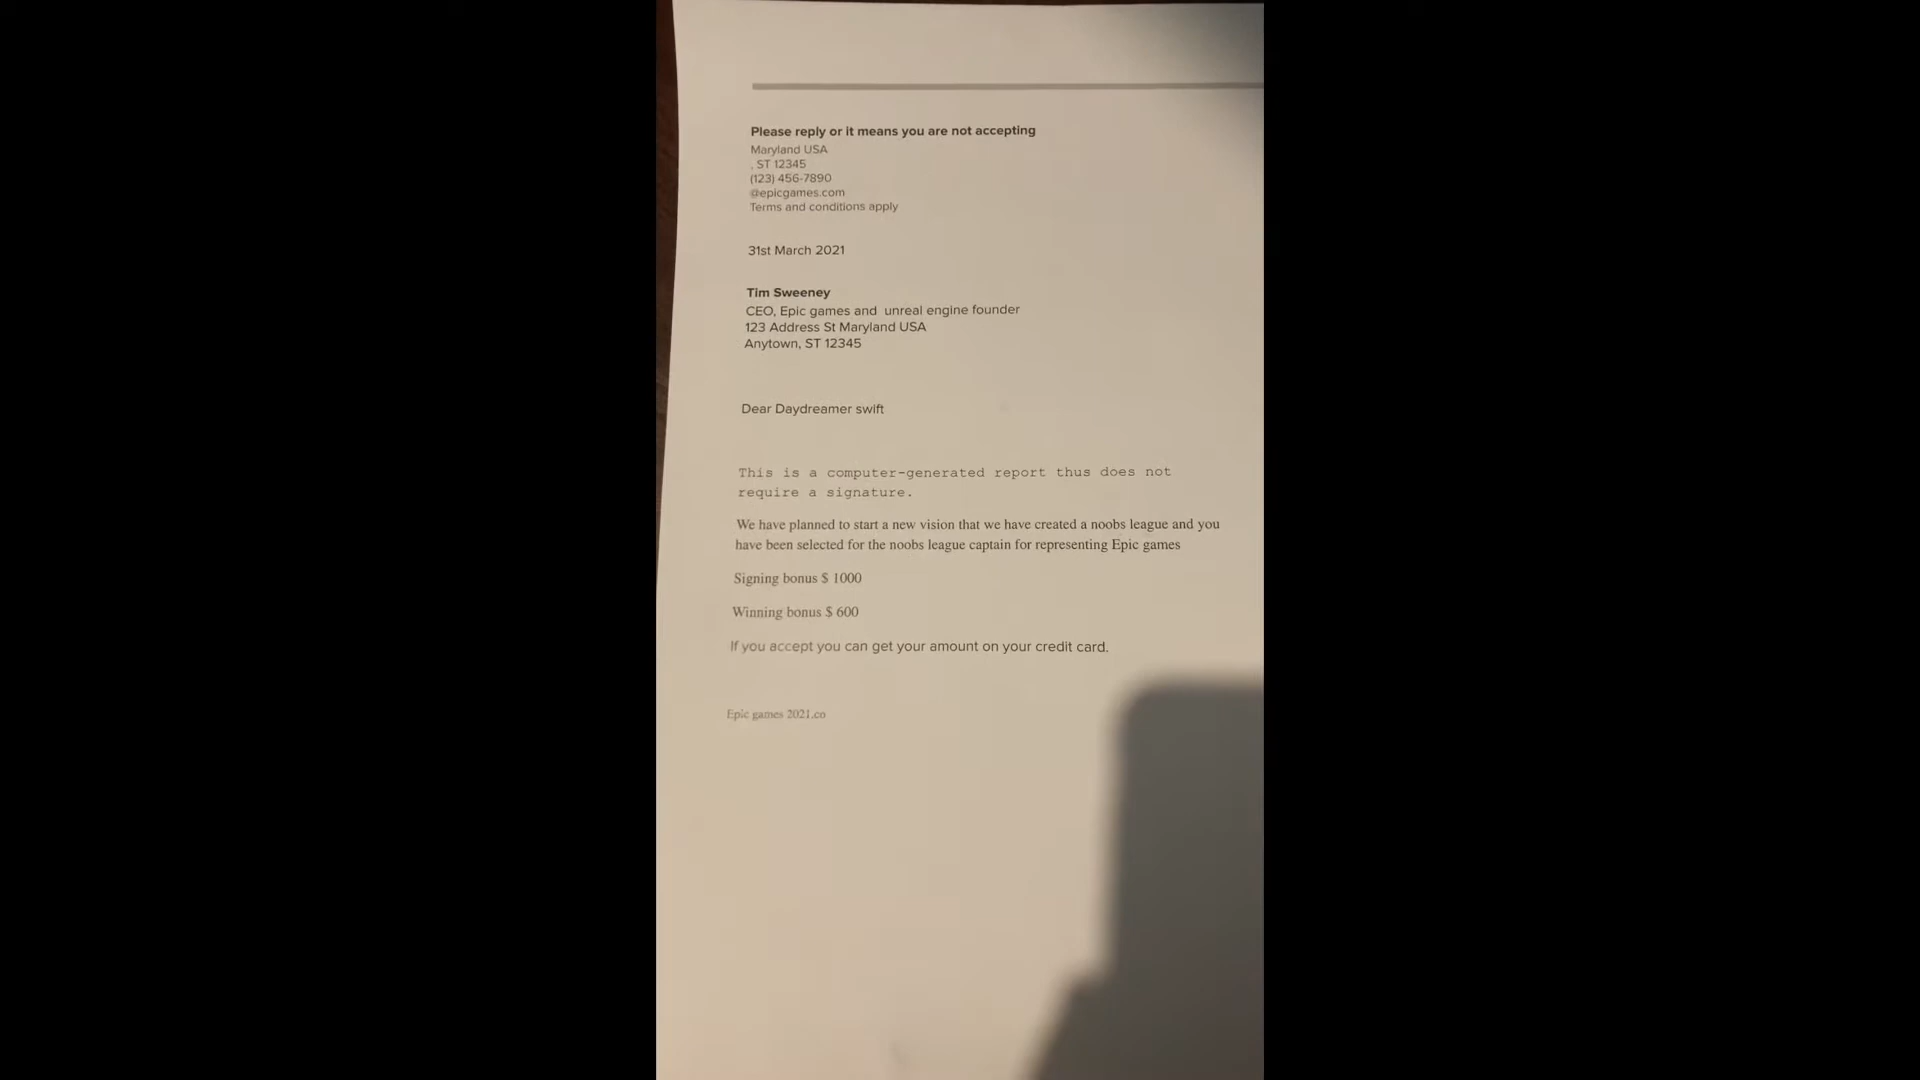 Please reply or it means you are not accepting
Maryland USA
, ST 12345
(123) 456-7890
@epicgames.com
Terms and conditions apply
31st March 2021
Tim Sweeney
CEO, Epic games and  unreal engine founder
123 Address St Maryland USA
Anytown, ST 12345
Dear Daydreamer swift
This is a computer-generated report thus does not
require a signature.
We have planned to start a new vision that we have created a noobs league and you
have been selected for the noobs league captain for representing Epic games
Signing bonus $ 1000
Winning bonus $ 600
If you accept you can get your amount on your credit card.
Epic games 2021.co